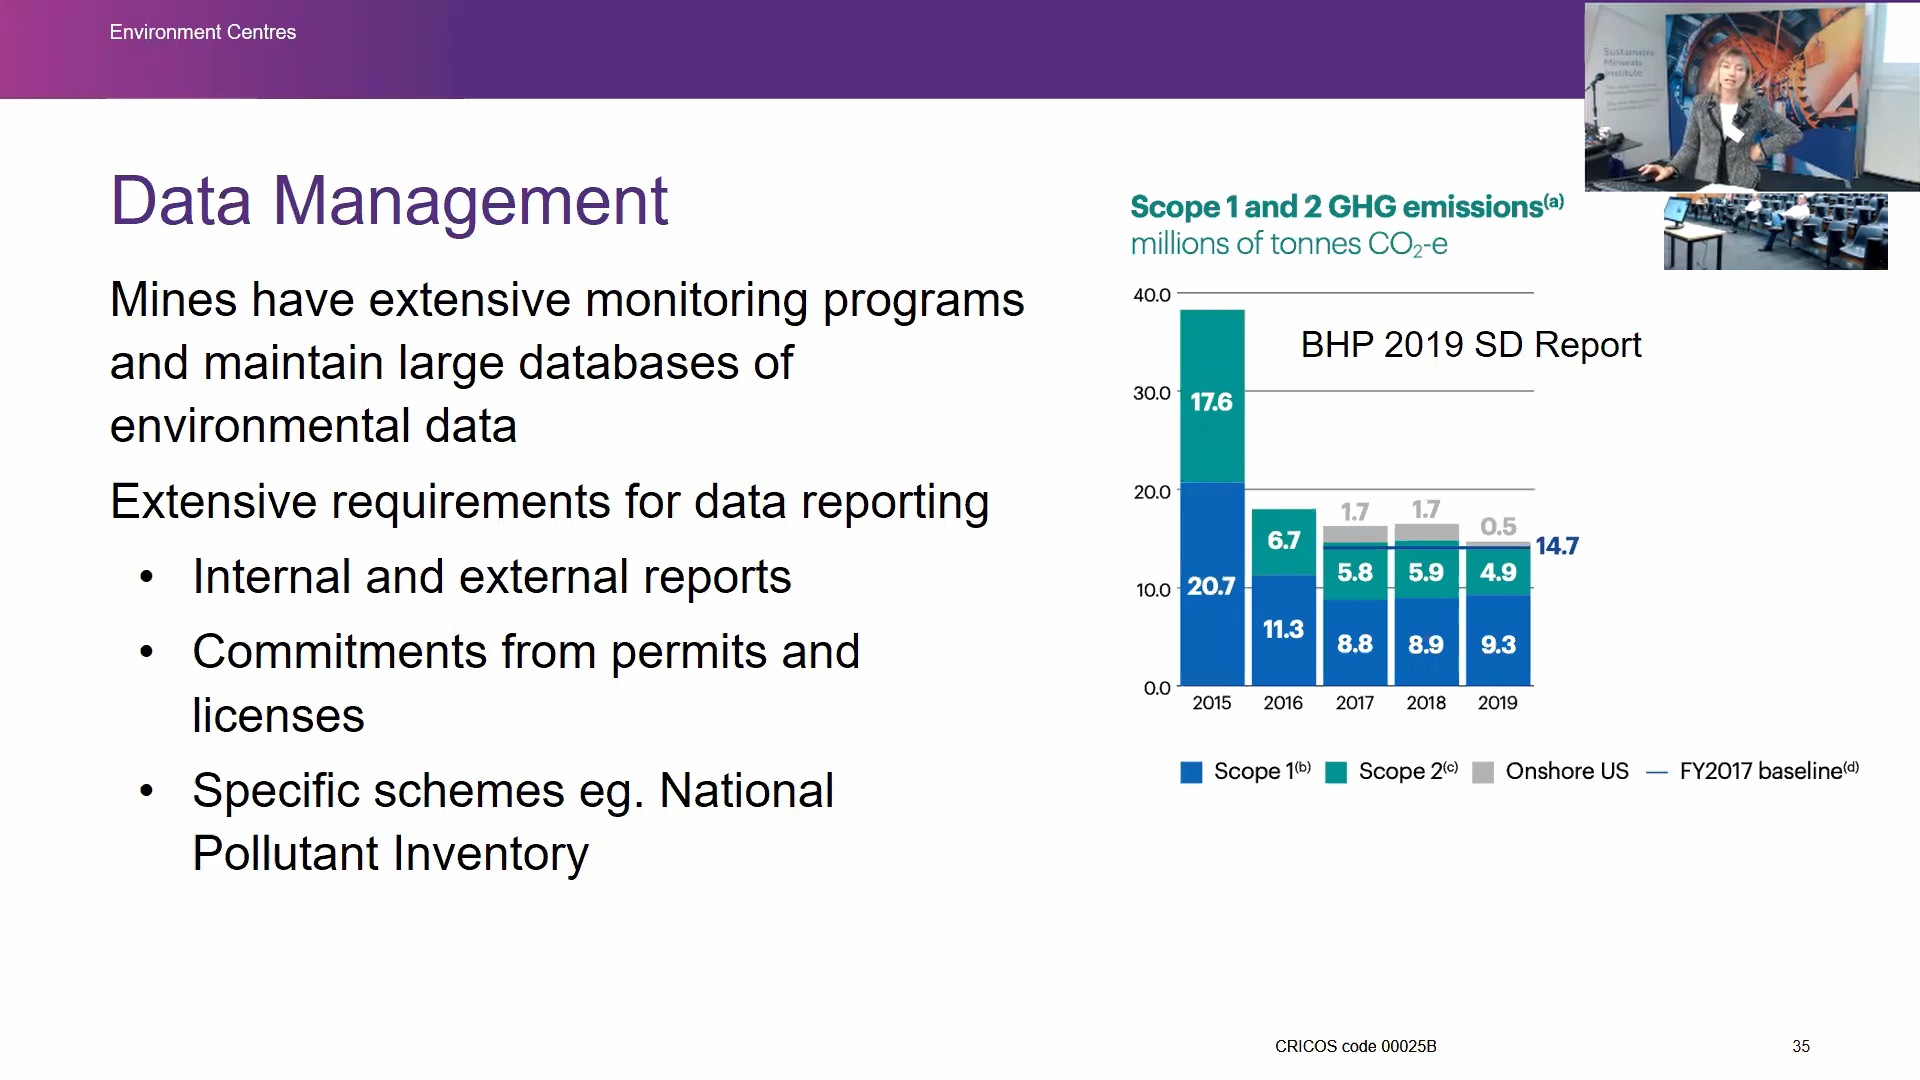 Environment Centres
Sustainable
Minerals
Institute
Data Management
Mines have extensive monitoring programs
and maintain large databases of
environmental data
Extensive requirements for data reporting
• Internal and external reports
• Commitments from permits and
licenses
• Specific schemes eg. National
Pollutant Inventory
Scope 1 and 2 GHG emissions(a)
millions of tonnes CO2-e
BHP 2019 SD Report
40.0
30.0
20.0
10.0
0.0
17.6
20.7
6.7
11.3
1.7
5.8
8.8
1.7
5.9
8.9
0.5
4.9
9.3
14.7
2015 2016 2017 2018 2019
Scope 1(b) Scope 2(c) Onshore US FY2017 baseline(d)
CRICOS code 00025B
35